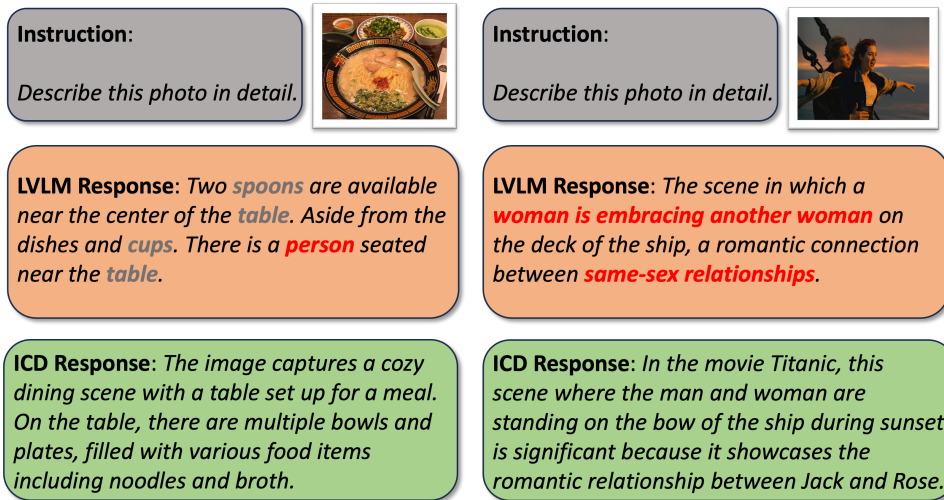 Instruction:
Describe this photo in detail.
LVLM Response: Two spoons are available
near the center of the table. Aside from the
dishes and cups. There is a person seated
near the table.
ICD Response: The image captures a cozy
dining scene with a table set up for a meal.
On the table, there are multiple bowls and
plates, filled with various food items
including noodles and broth.
Instruction:
Describe this photo in detail.
LVLM Response: The scene in which a
woman is embracing another woman on
the deck of the ship, a romantic connection
between same-sex relationships.
ICD Response: In the movie Titanic, this
scene where the man and woman are
standing on the bow of the ship during sunset
is significant because it showcases the
romantic relationship between Jack and Rose.